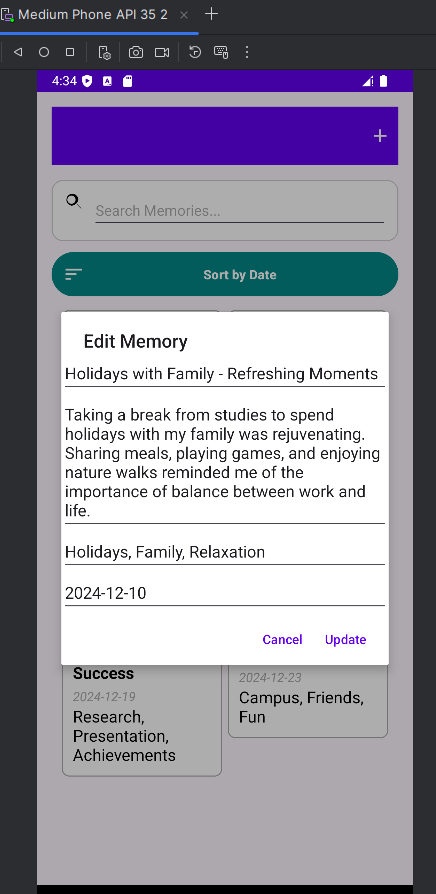 Medium Phone API 35 2
4:34
Search Memories...
Sort by Date
Edit Memory
Holidays with Family - Refreshing Moments
Taking a break from studies to spend
holidays with my family was rejuvenating.
Sharing meals, playing games, and enjoying
nature walks reminded me of the
importance of balance between work and
life.
Holidays, Family, Relaxation
2024-12-10
Cancel
Update
Success
2024-12-19
Research,
Presentation,
Achievements
2024-12-23
Campus, Friends,
Fun